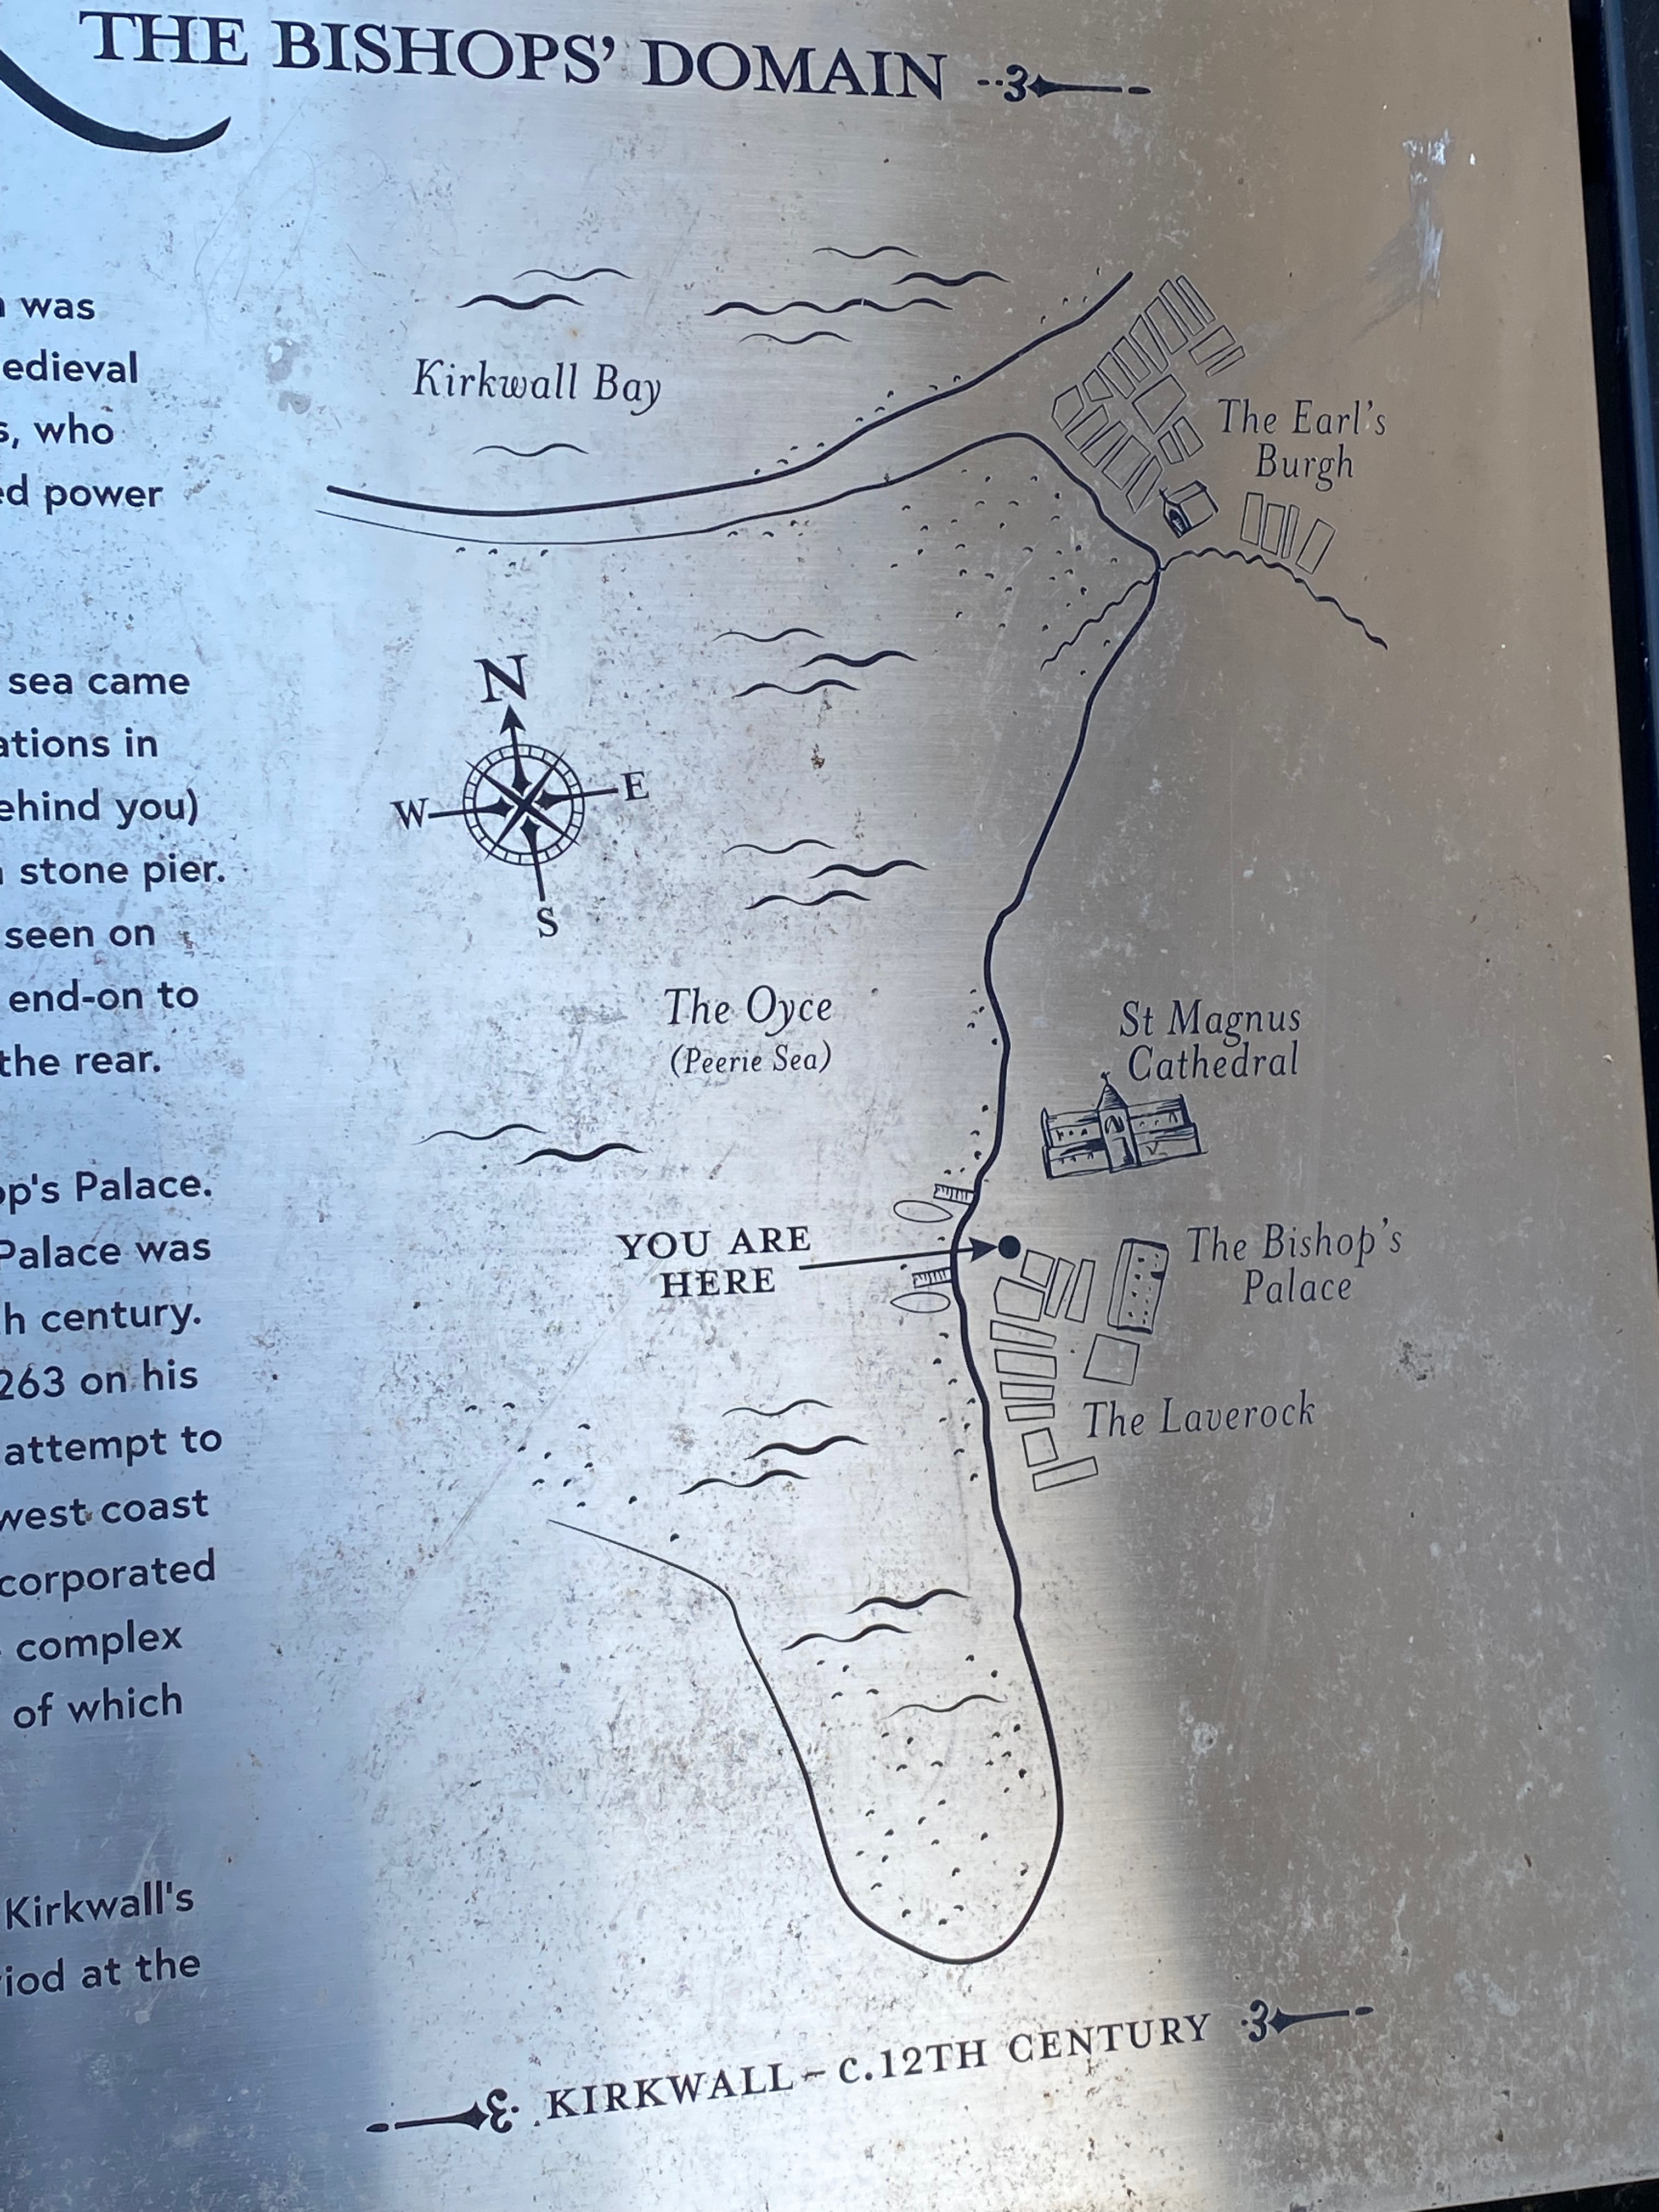 THE BISHOPS' DOMAIN
was
edieval
, who
ed power
sea came
ations in
ehind you)
stone pier.
seen on
end-on to
the rear.
op's Palace.
Palace was
h century.
263 on his
attempt to
west coast
corporated
complex
of which
Kirkwall's
riod at the
Kirkwall Bay
The Earl's
Burgh
N
W
E
S
The Oyce
(Peerie Sea)
St Magnus
Cathedral
YOU ARE
HERE
The Bishop's
Palace
The Laverock
KIRKWALL – C.12TH CENTURY